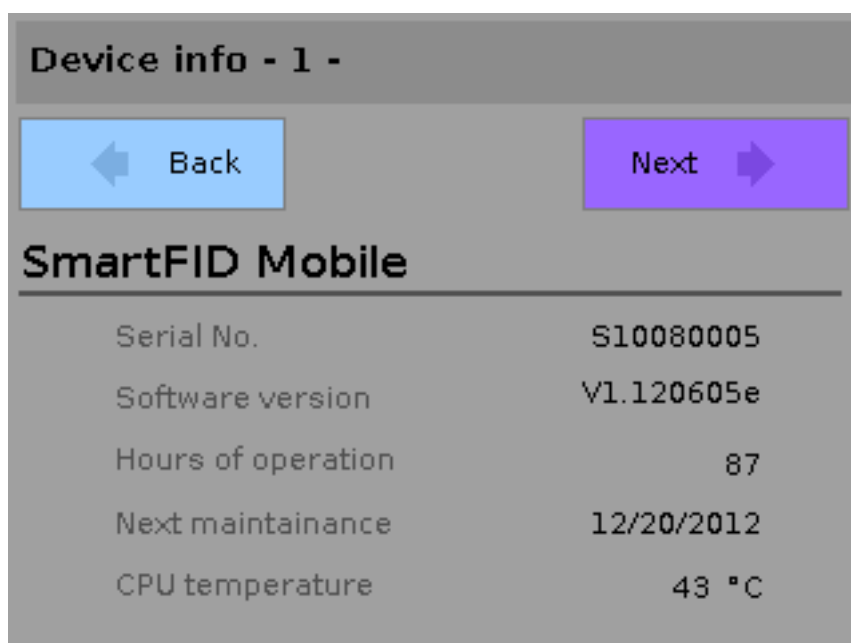 Device info - 1 -
Back Next
SmartFID Mobile
Serial No. S10080005
Software version V1.120605e
Hours of operation 87
Next maintainance 12/20/2012
CPU temperature 43 °C